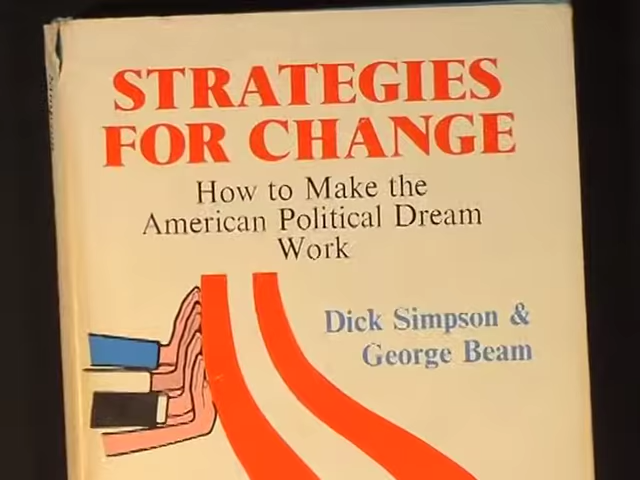 STRATEGIES
FOR CHANGE
How to Make the
American Political Dream
Work
Dick Simpson &
George Beam